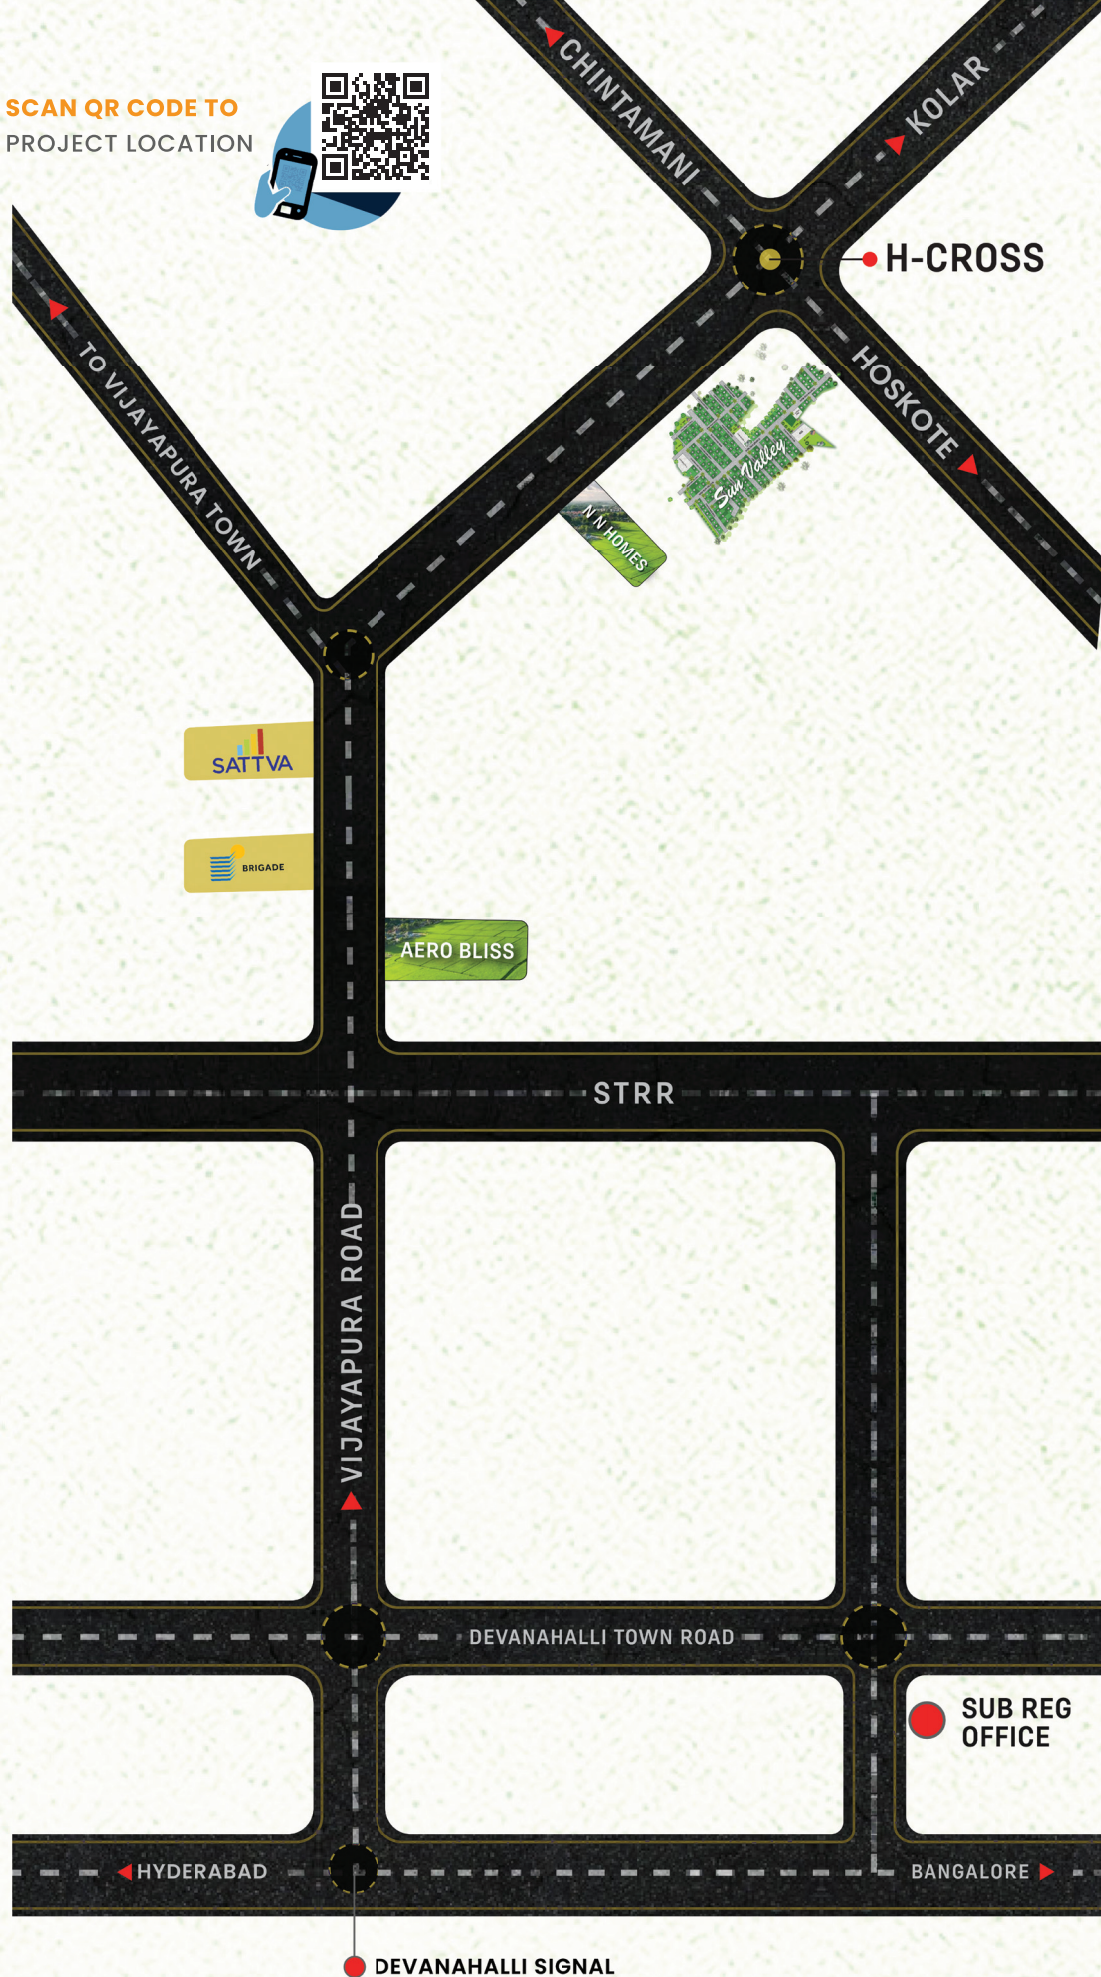 CHINTAMANI
KOLAR
SCAN QR CODE TO
PROJECT LOCATION
H-CROSS
TO VIJAYAPURA TOWN
HOSKOTE
Sun Valley
N N HOMES
SATTVA
BRIGADE
AERO BLISS
STRR
VIJAYAPURA ROAD
DEVANAHALLI TOWN ROAD
SUB REG
OFFICE
HYDERABAD
BANGALORE
DEVANAHALLI SIGNAL